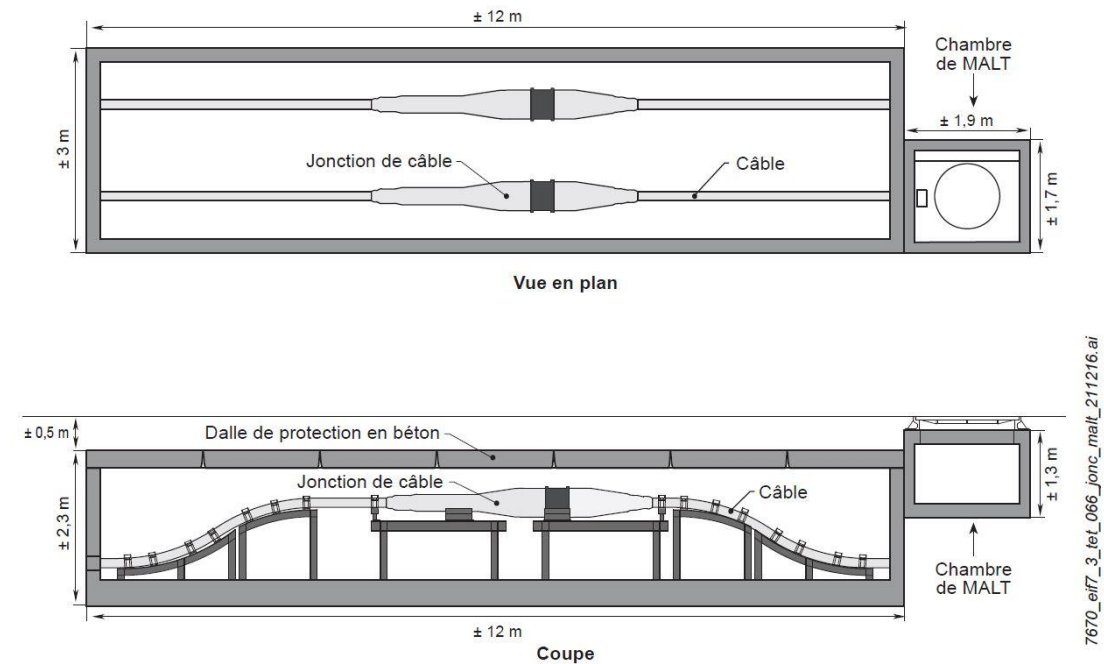 ± 12 m
Chambre
de MALT
± 1,9 m
± 3 m
Jonction de câble
Câble
± 1,7 m
Vue en plan
± 0,5 m
Dalle de protection en béton
Jonction de câble
Câble
± 2,3 m
± 1,3 m
Chambre
de MALT
± 12 m
Coupe
7670_eif7_3_tet_066_jonc_malt_211216.ai